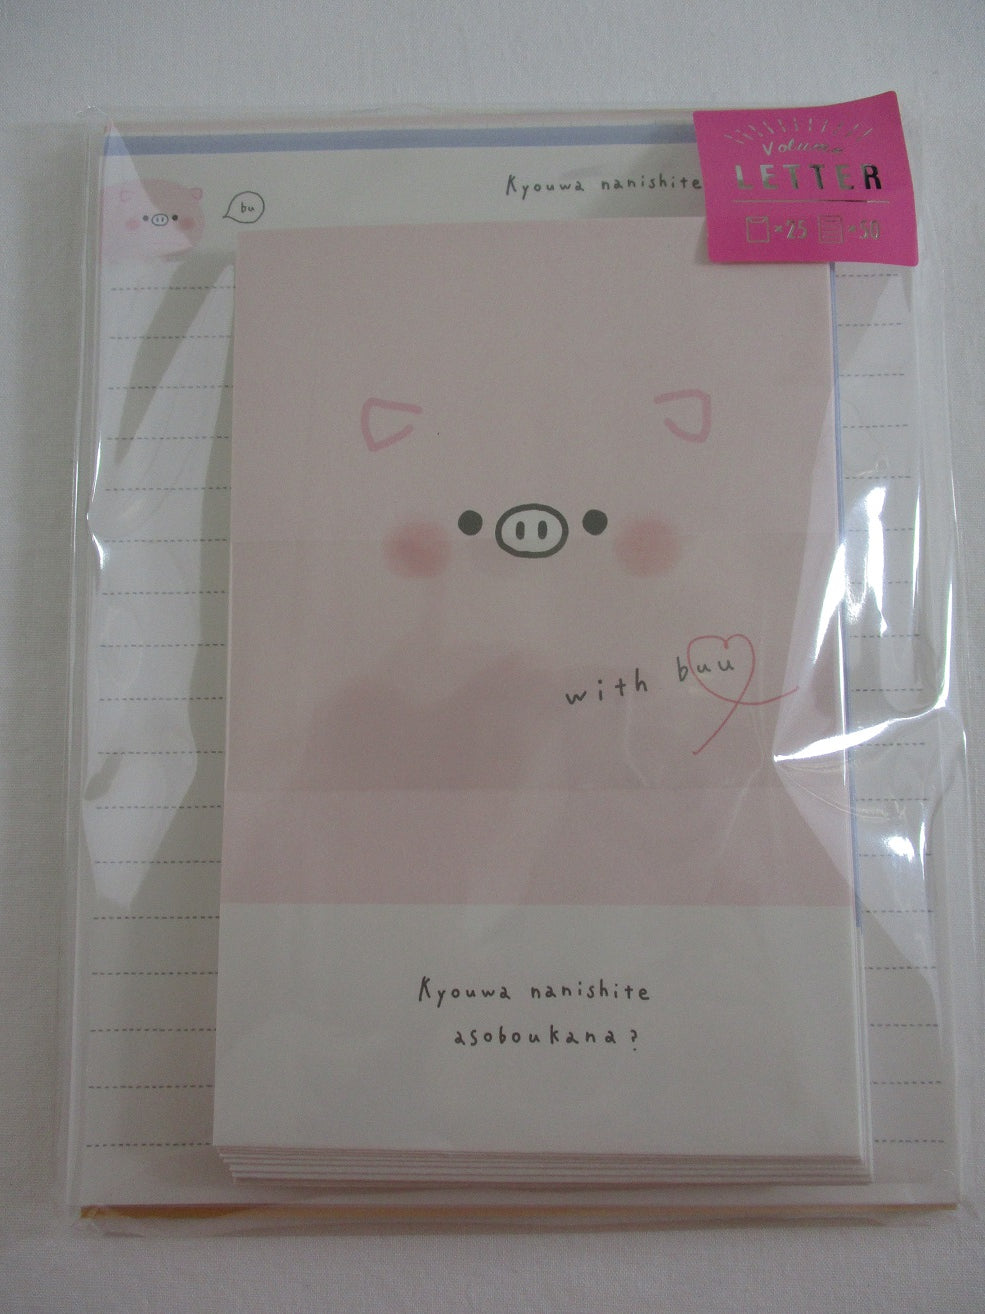 Volume
LETTER
×25 ×50
Kyouwa nanishite
bu
with buu
Kyouwa nanishite
asoboukana?